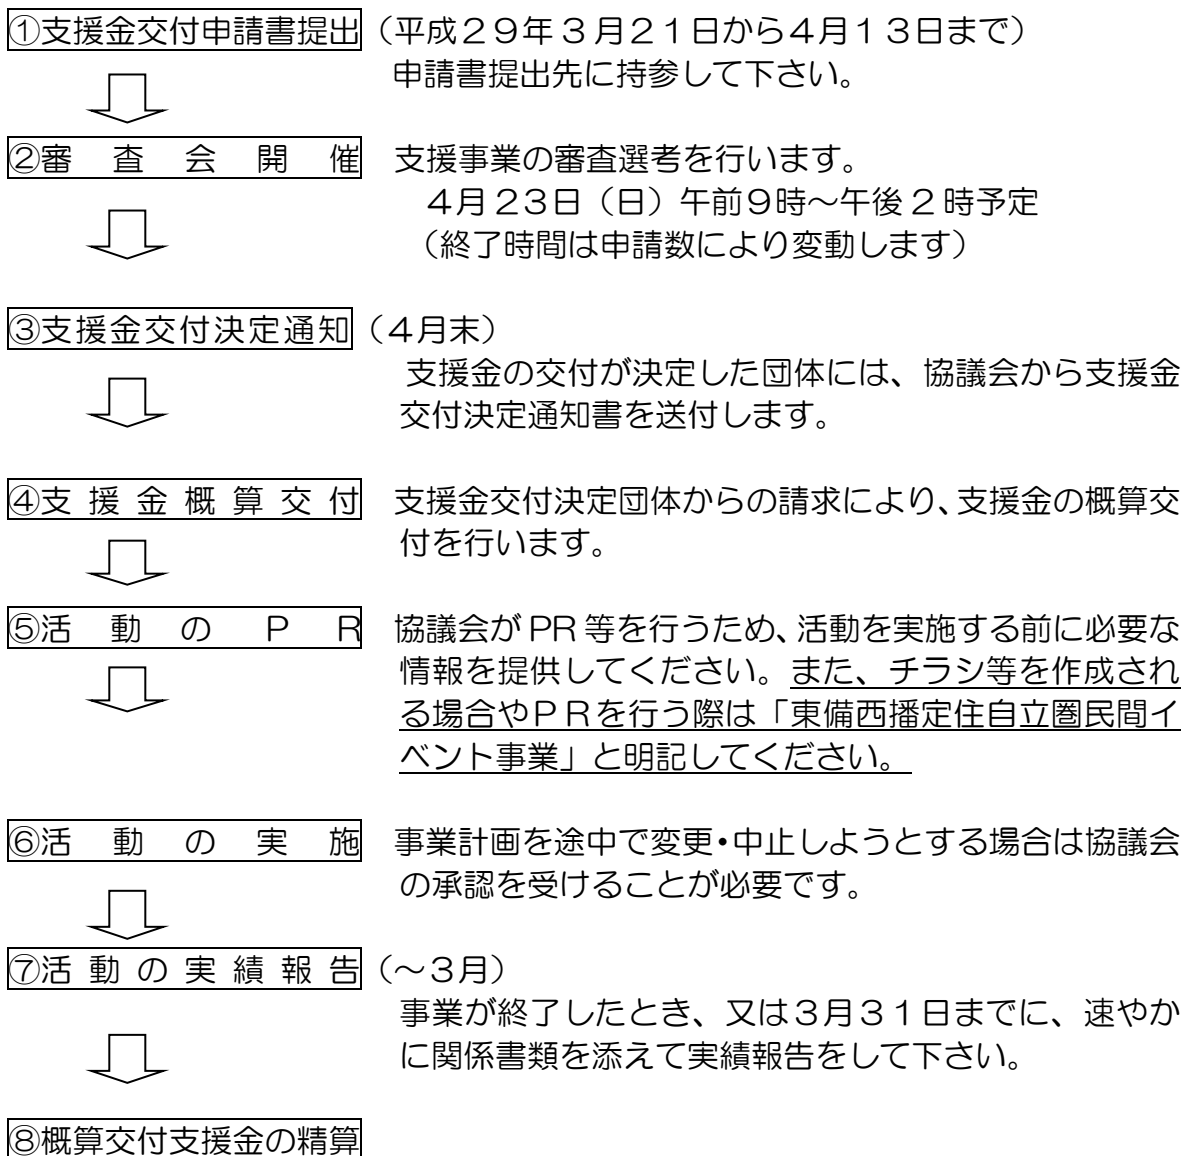 ①支援金交付申請書提出（平成２９年３月２１日から４月１３日まで）
申請書提出先に持参して下さい。
②審　査　会　開　催　支援事業の審査選考を行います。
４月２３日（日）午前９時～午後２時予定
（終了時間は申請数により変動します）
③支援金交付決定通知（４月末）
支援金の交付が決定した団体には、協議会から支援金
交付決定通知書を送付します。
④支 援 金 概 算 交 付　支援金交付決定団体からの請求により、支援金の概算交
付を行います。
⑤活　動　の　Ｐ　Ｒ　協議会が PR 等を行うため、活動を実施する前に必要な
情報を提供してください。また、チラシ等を作成され
る場合やＰＲを行う際は「東備西播定住自立圏民間イ
ベント事業」と明記してください。
⑥活　動　の　実　施　事業計画を途中で変更・中止しようとする場合は協議会
の承認を受けることが必要です。
⑦活 動 の 実 績 報 告（～３月）
事業が終了したとき、又は３月３１日までに、速やか
に関係書類を添えて実績報告をして下さい。
⑧概算交付支援金の精算